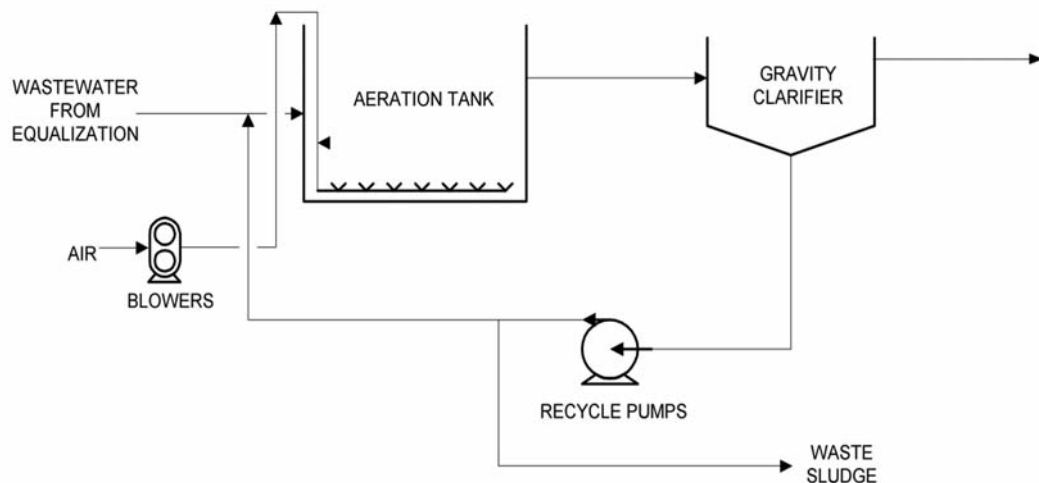 WASTEWATER
FROM
EQUALIZATION
AERATION TANK
GRAVITY
CLARIFIER
AIR
BLOWERS
RECYCLE PUMPS
WASTE
SLUDGE